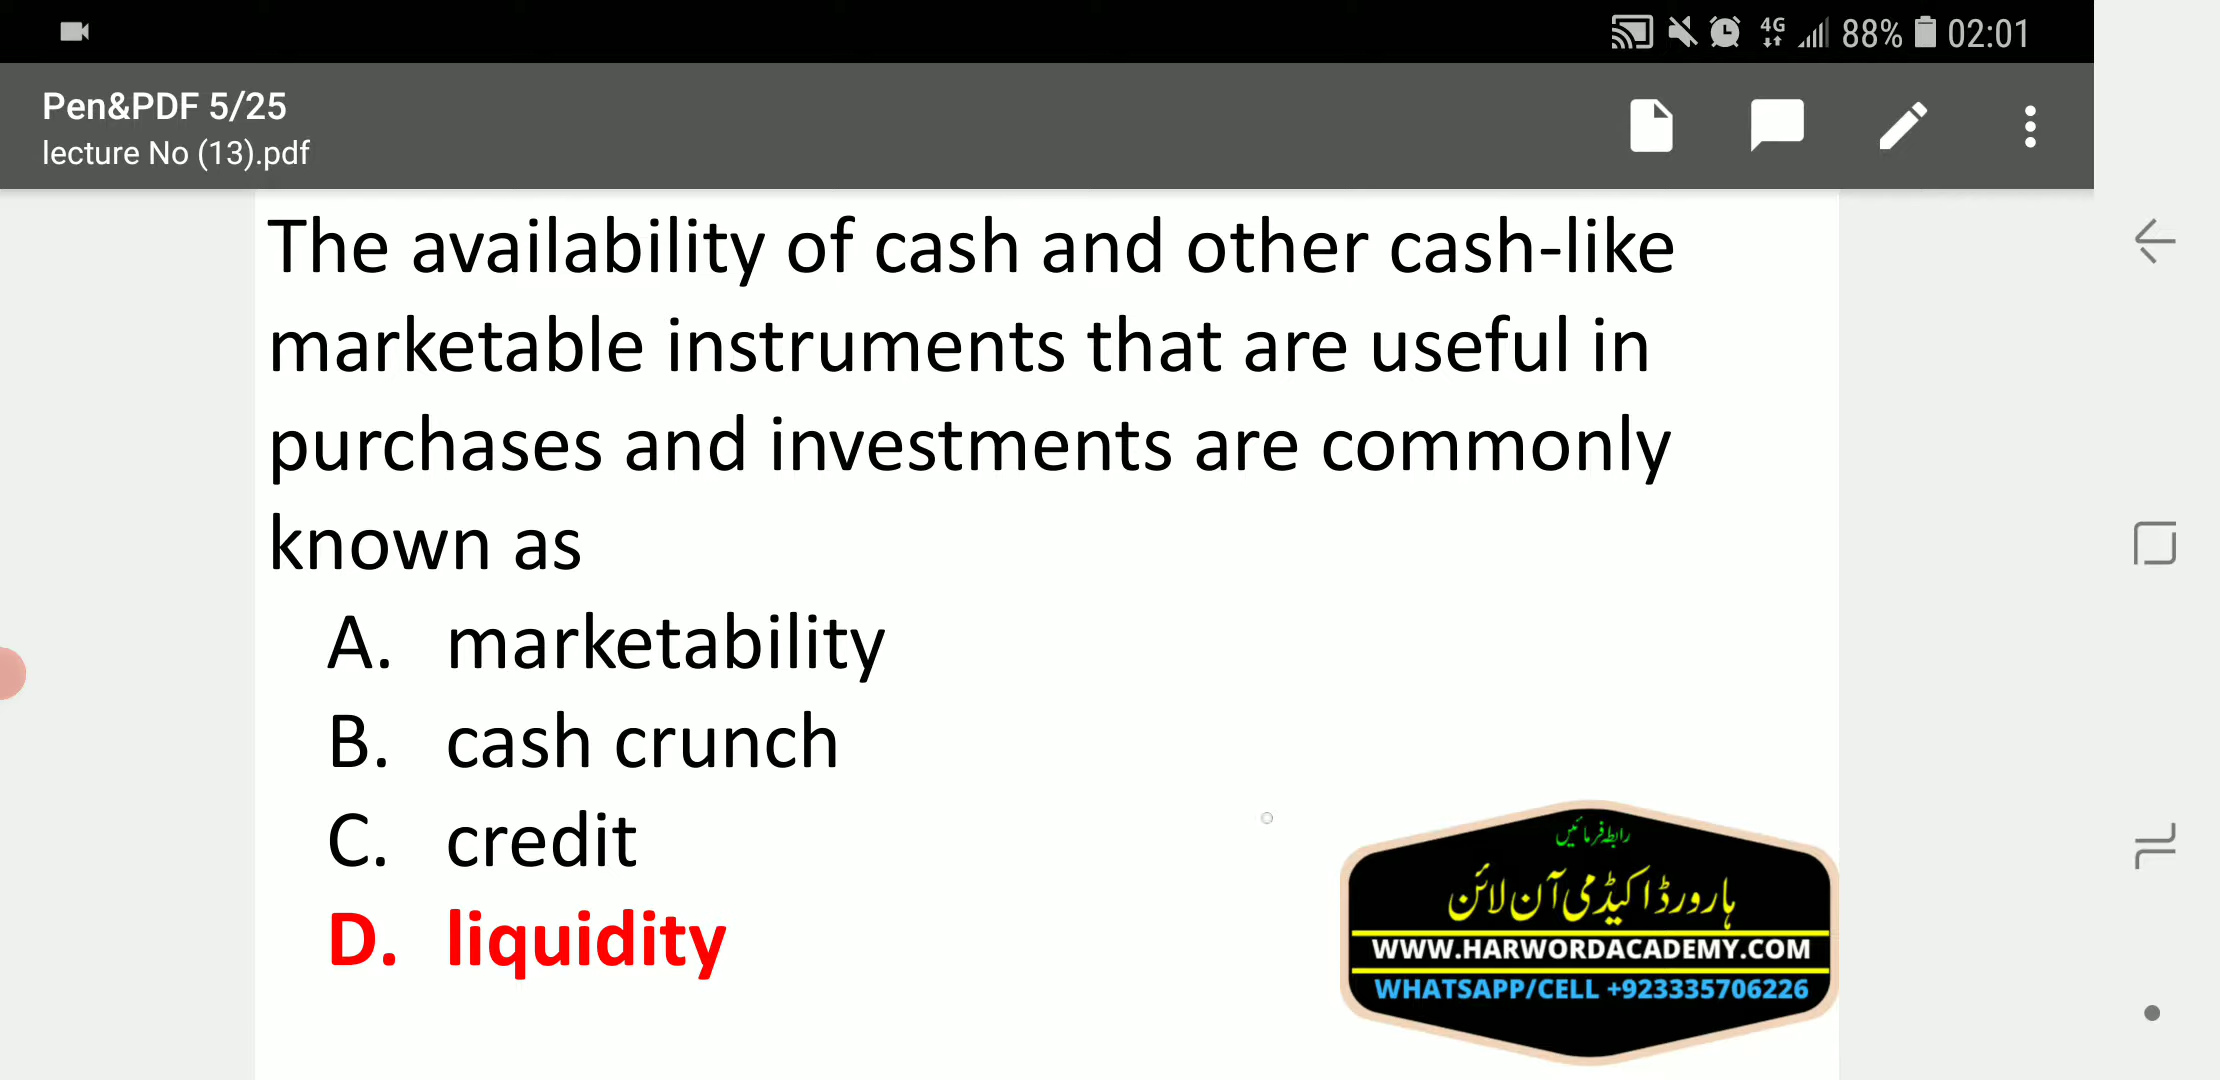 4G 88% 02:01
Pen&PDF 5/25
lecture No (13).pdf
The availability of cash and other cash-like
marketable instruments that are useful in
purchases and investments are commonly
known as
A. marketability
B. cash crunch
C. credit
D. liquidity
رابطہ فرمائیں
ہارورڈ اکیڈمی آن لائن
WWW.HARWORDACADEMY.COM
WHATSAPP/CELL +923335706226